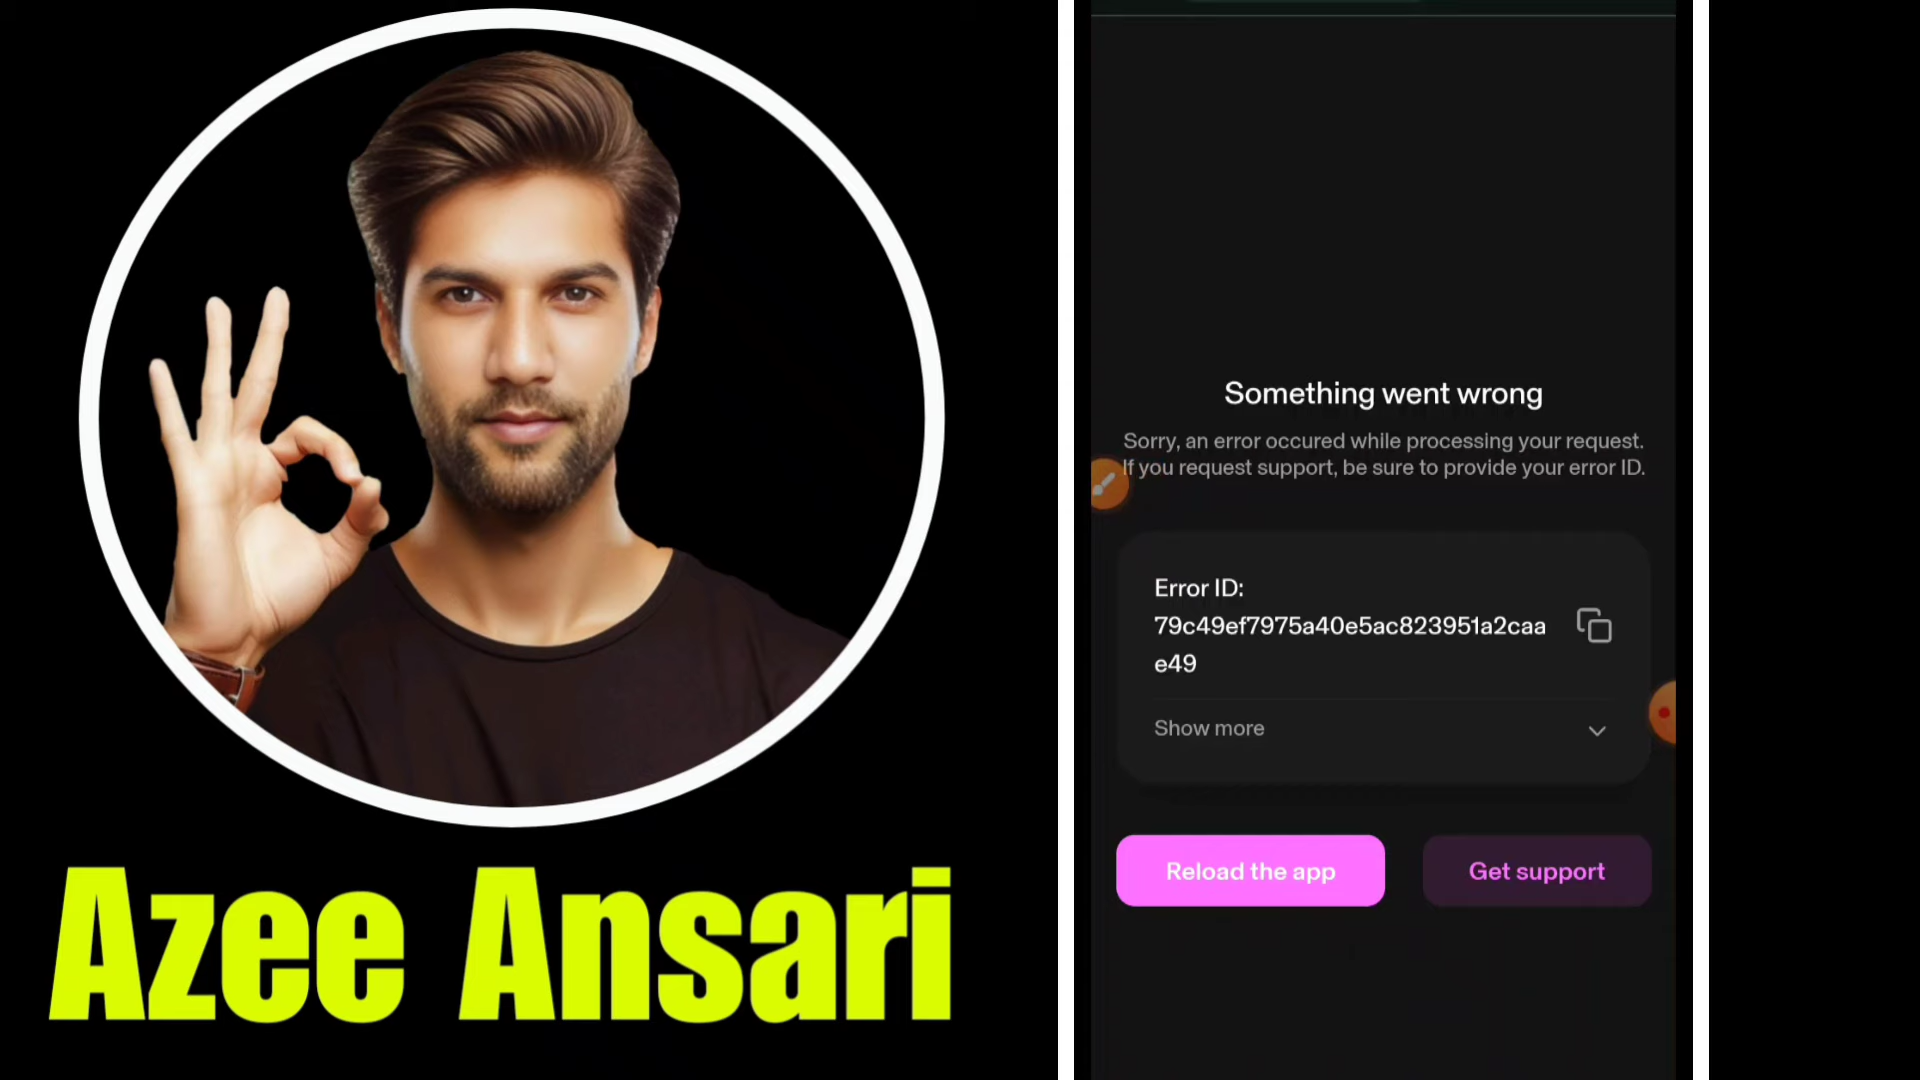 Azee Ansari
Something went wrong
Sorry, an error occured while processing your request.
If you request support, be sure to provide your error ID.
Error ID:
79c49ef7975a40e5ac823951a2caa
e49
Show more
Reload the app
Get support